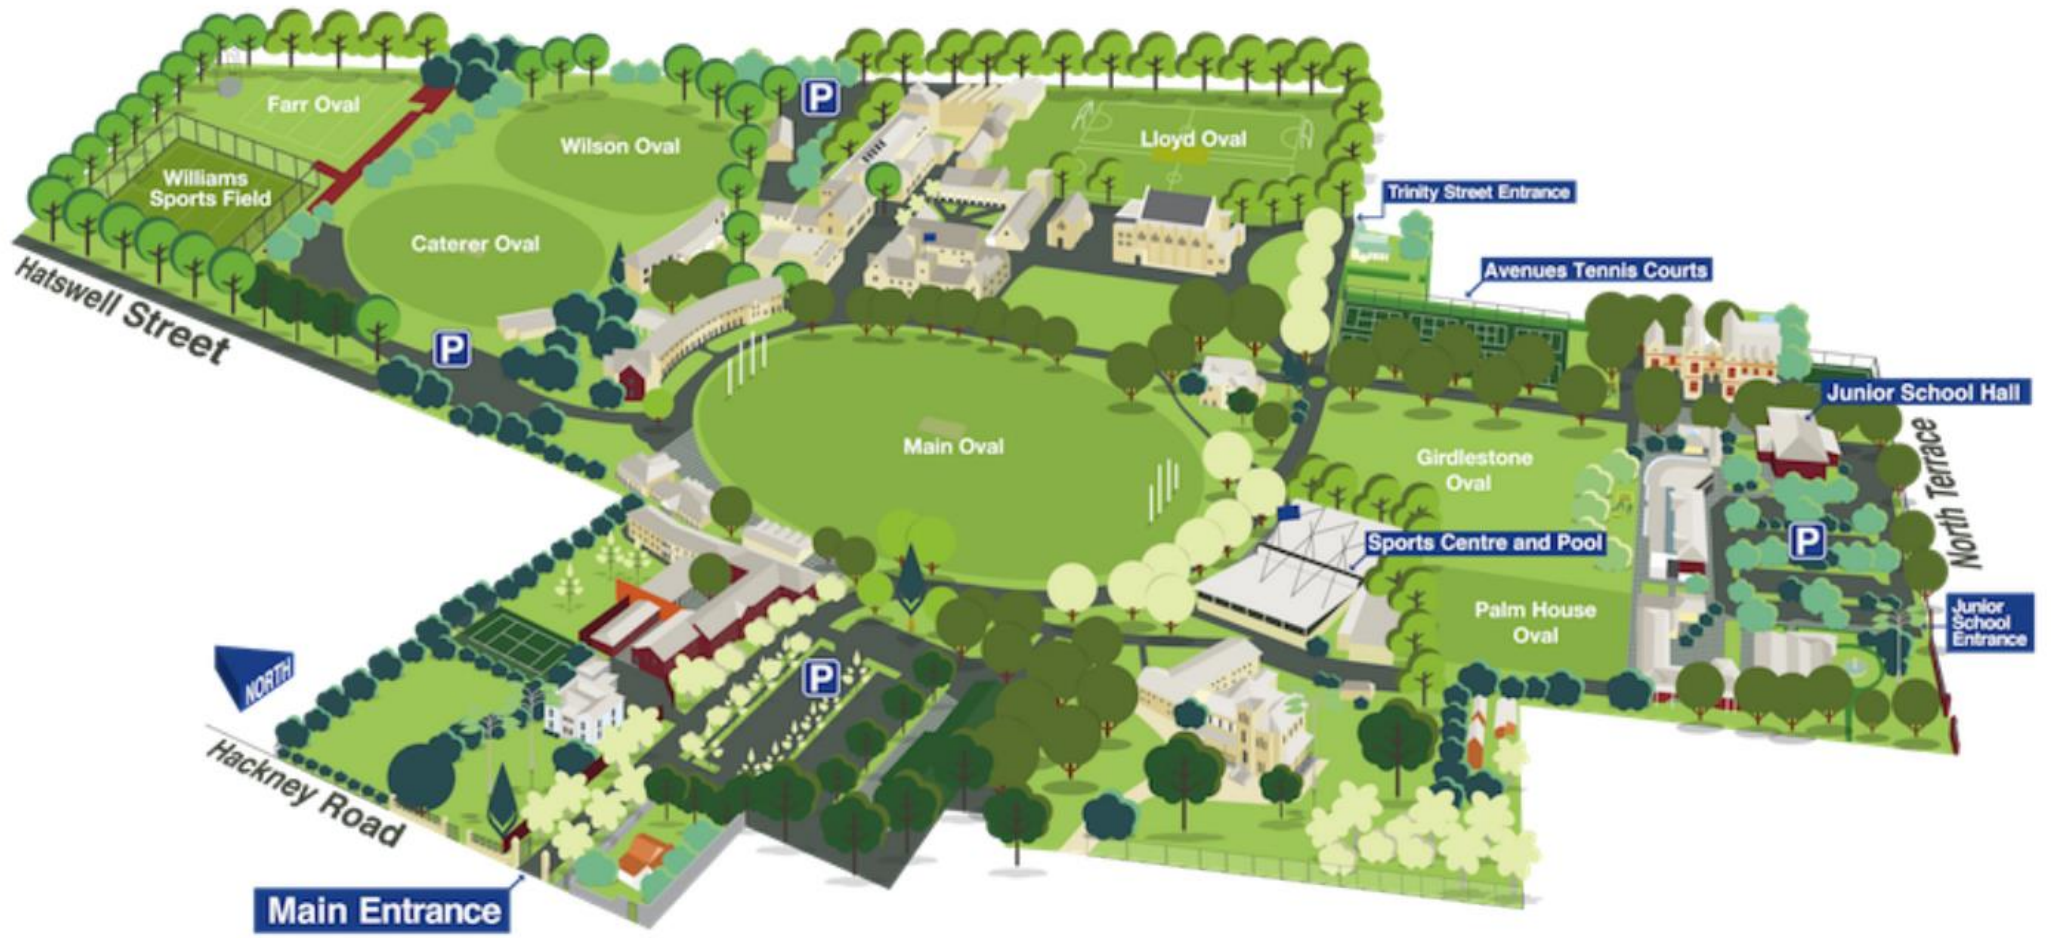 Farr Oval
Wilson Oval
P
Lloyd Oval
Williams
Sports Field
Trinity Street Entrance
Caterer Oval
Avenues Tennis Courts
Hatswell Street
P
Junior School Hall
Main Oval
Girdlestone
Oval
North Terrace
Sports Centre and Pool
P
Palm House
Oval
Junior
School
Entrance
NORTH
P
Hackney Road
Main Entrance